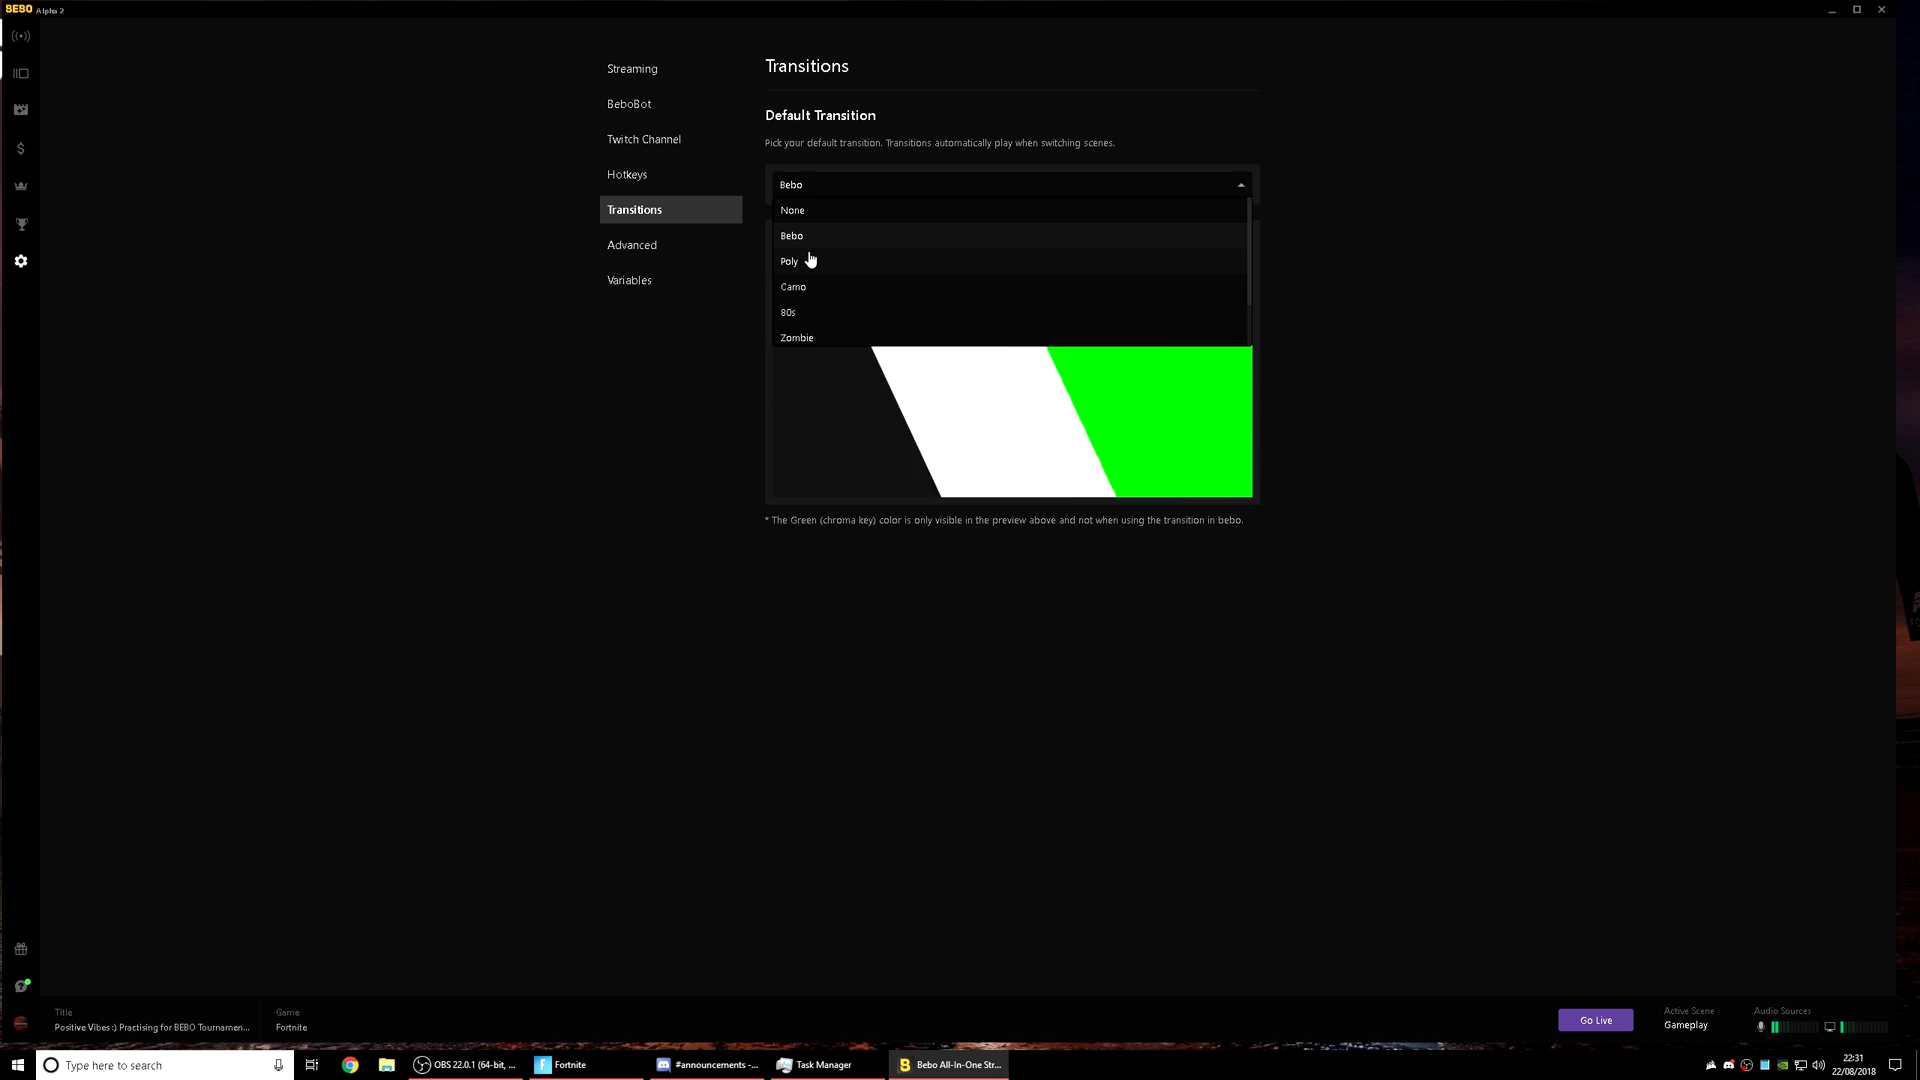 BEBO Alpha 2
Streaming
BeboBot
Twitch Channel
Hotkeys
Transitions
Advanced
Variables
Transitions
Default Transition
Pick your default transition. Transitions automatically play when switching scenes.
Bebo
None
Bebo
Poly
Camo
80s
Zombie
* The Green (chroma key) color is only visible in the preview above and not when using the transition in bebo.
Title
Positive Vibes :) Practising for BEBO Tournamen...
Game
Fortnite
Go Live
Active Scene
Gameplay
Audio Sources
Type here to search
OBS 22.0.1 (64-bit, ...
Fortnite
#announcements -...
Task Manager
Bebo All-In-One Str...
22:31
22/08/2018